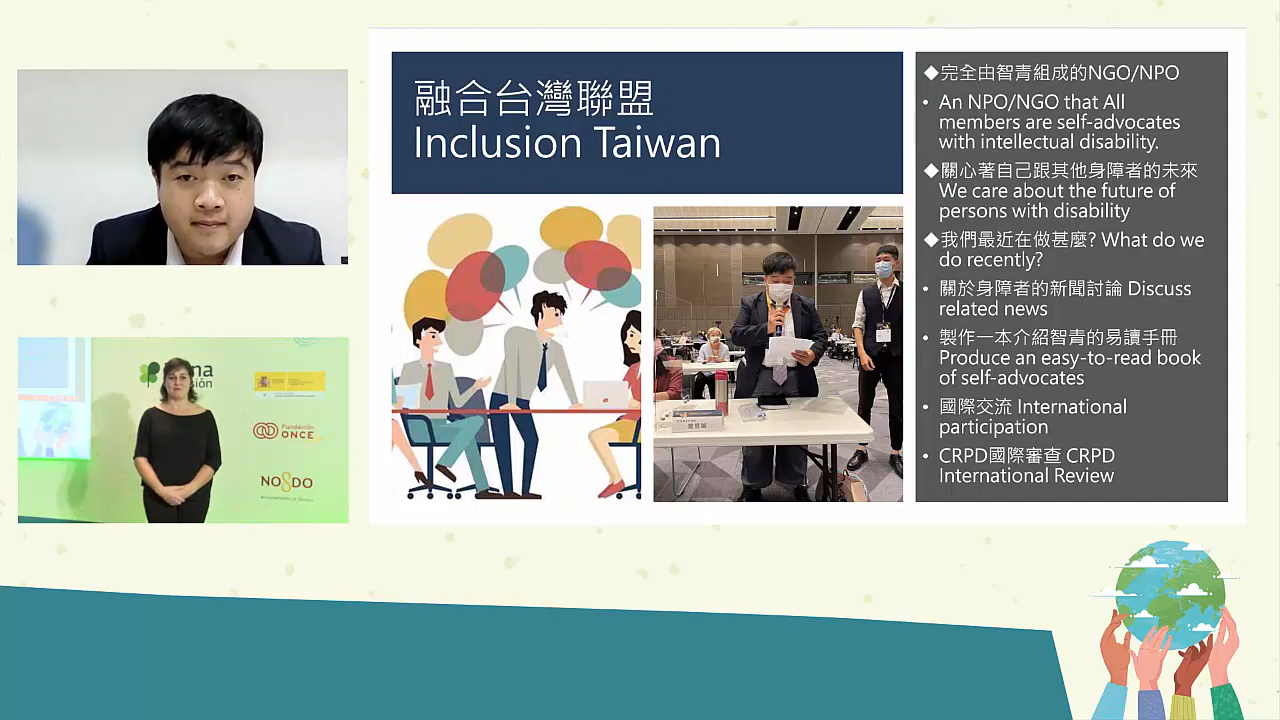 融合台灣聯盟
Inclusion Taiwan
◆完全由智青組成的NGO/NPO
• An NPO/NGO that All
members are self-advocates
with intellectual disability.
◆關心著自己跟其他身障者的未來
We care about the future of
persons with disability
◆我們最近在做甚麼? What do we
do recently?
• 關於身障者的新聞討論 Discuss
related news
• 製作一本介紹智青的易讀手冊
Produce an easy-to-read book
of self-advocates
• 國際交流 International
participation
• CRPD國際審查 CRPD
International Review
Fundación
ONCE
NO8DO